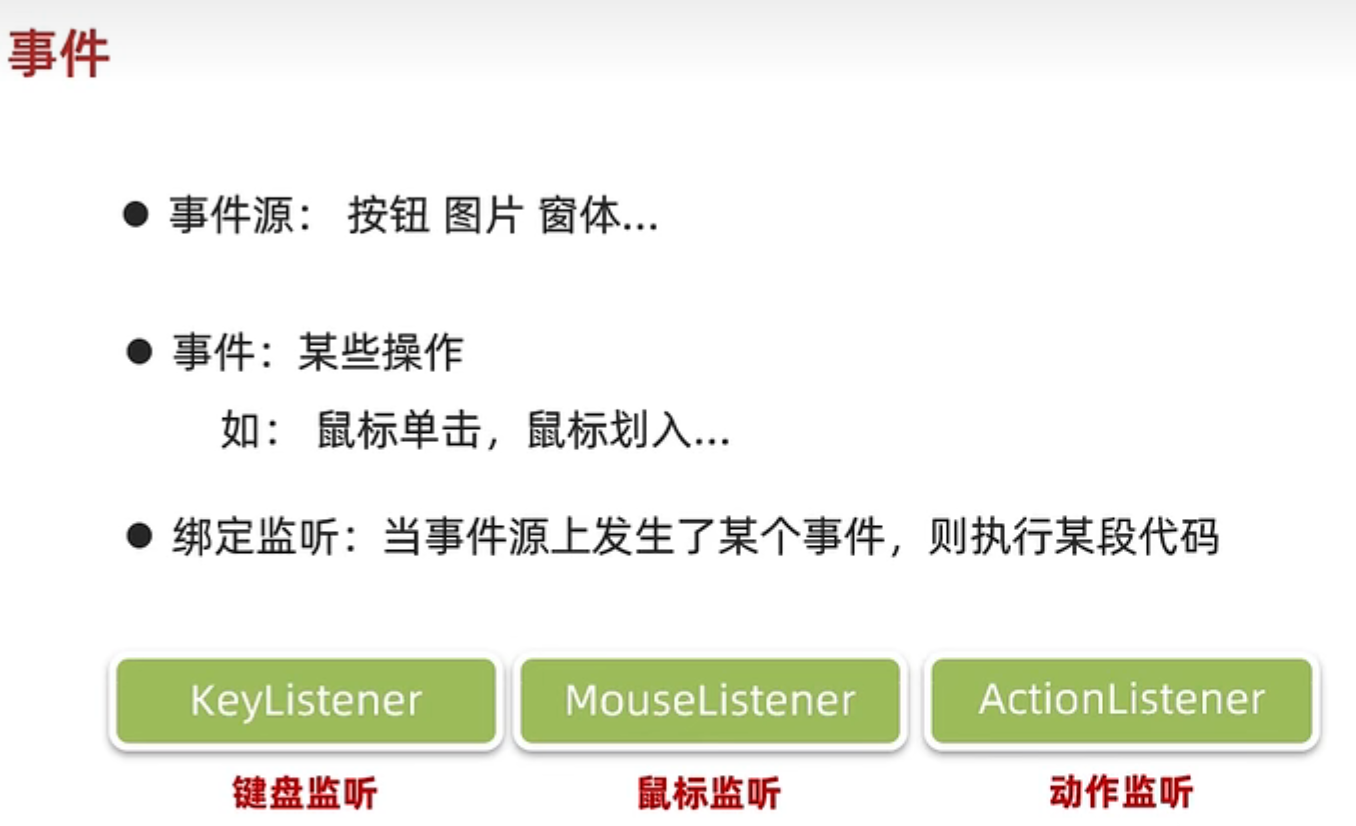 事件
● 事件源： 按钮 图片 窗体...
● 事件：某些操作
如： 鼠标单击，鼠标划入...
● 绑定监听：当事件源上发生了某个事件，则执行某段代码
KeyListener MouseListener ActionListener
键盘监听 鼠标监听 动作监听